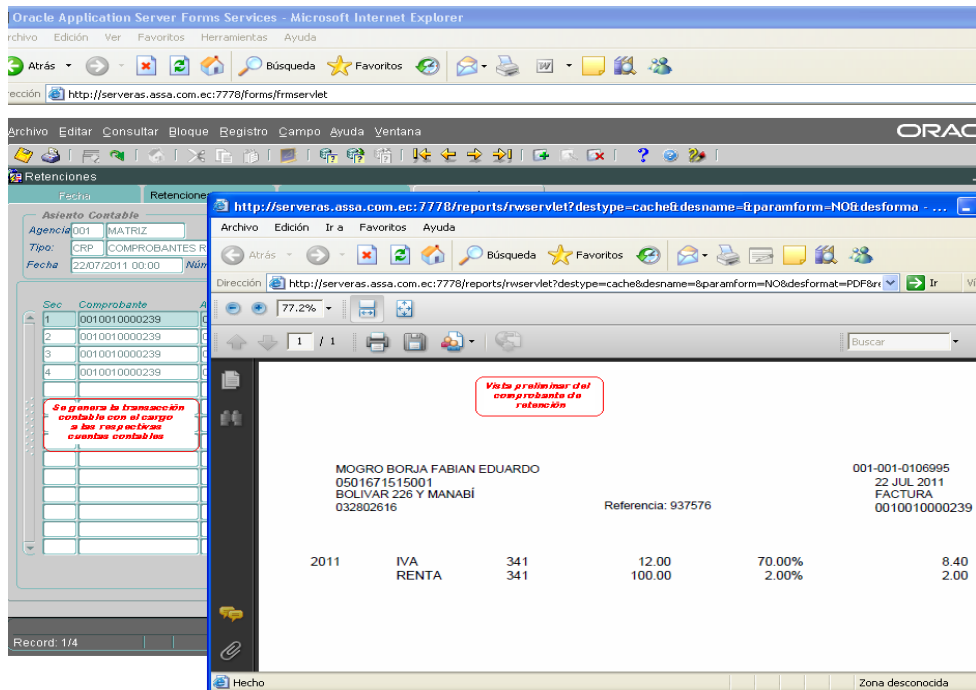 Oracle Application Server Forms Services - Microsoft Internet Explorer
rchivo Edición Ver Favoritos Herramientas Ayuda
Atrás Búsqueda Favoritos
ección http://serveras.assa.com.ec:7778/forms/frmservlet
Archivo Editar Consultar Bloque Registro Campo Ayuda Ventana ORAC
Retenciones
Fecha Retenciones
Asiento Contable
Agencia 001 MATRIZ
Tipo: CRP COMPROBANTES R
Fecha 22/07/2011 00:00 Núm
Sec Comprobante A
1 0010010000239
2 0010010000239
3 0010010000239
4 0010010000239
Se genera la transacción
contable con el cargo
a las respectivas
cuentas contables
Record: 1/4
http://serveras.assa.com.ec:7778/reports/rwservlet?destype=cache&desname=&paramform=NO&desforma - ...
Archivo Edición Ir a Favoritos Ayuda
Atrás Búsqueda Favoritos
Dirección http://serveras.assa.com.ec:7778/reports/rwservlet?destype=cache&desname=&paramform=NO&desformat=PDF&re Ir Ví
77.2%
1 / 1 Buscar
Vista preliminar del
comprobante de
retención
MOGRO BORJA FABIAN EDUARDO 001-001-0106995
0501671515001 22 JUL 2011
BOLIVAR 226 Y MANABÍ FACTURA
032802616 Referencia: 937576 0010010000239
2011 IVA 341 12.00 70.00% 8.40
RENTA 341 100.00 2.00% 2.00
Hecho Zona desconocida